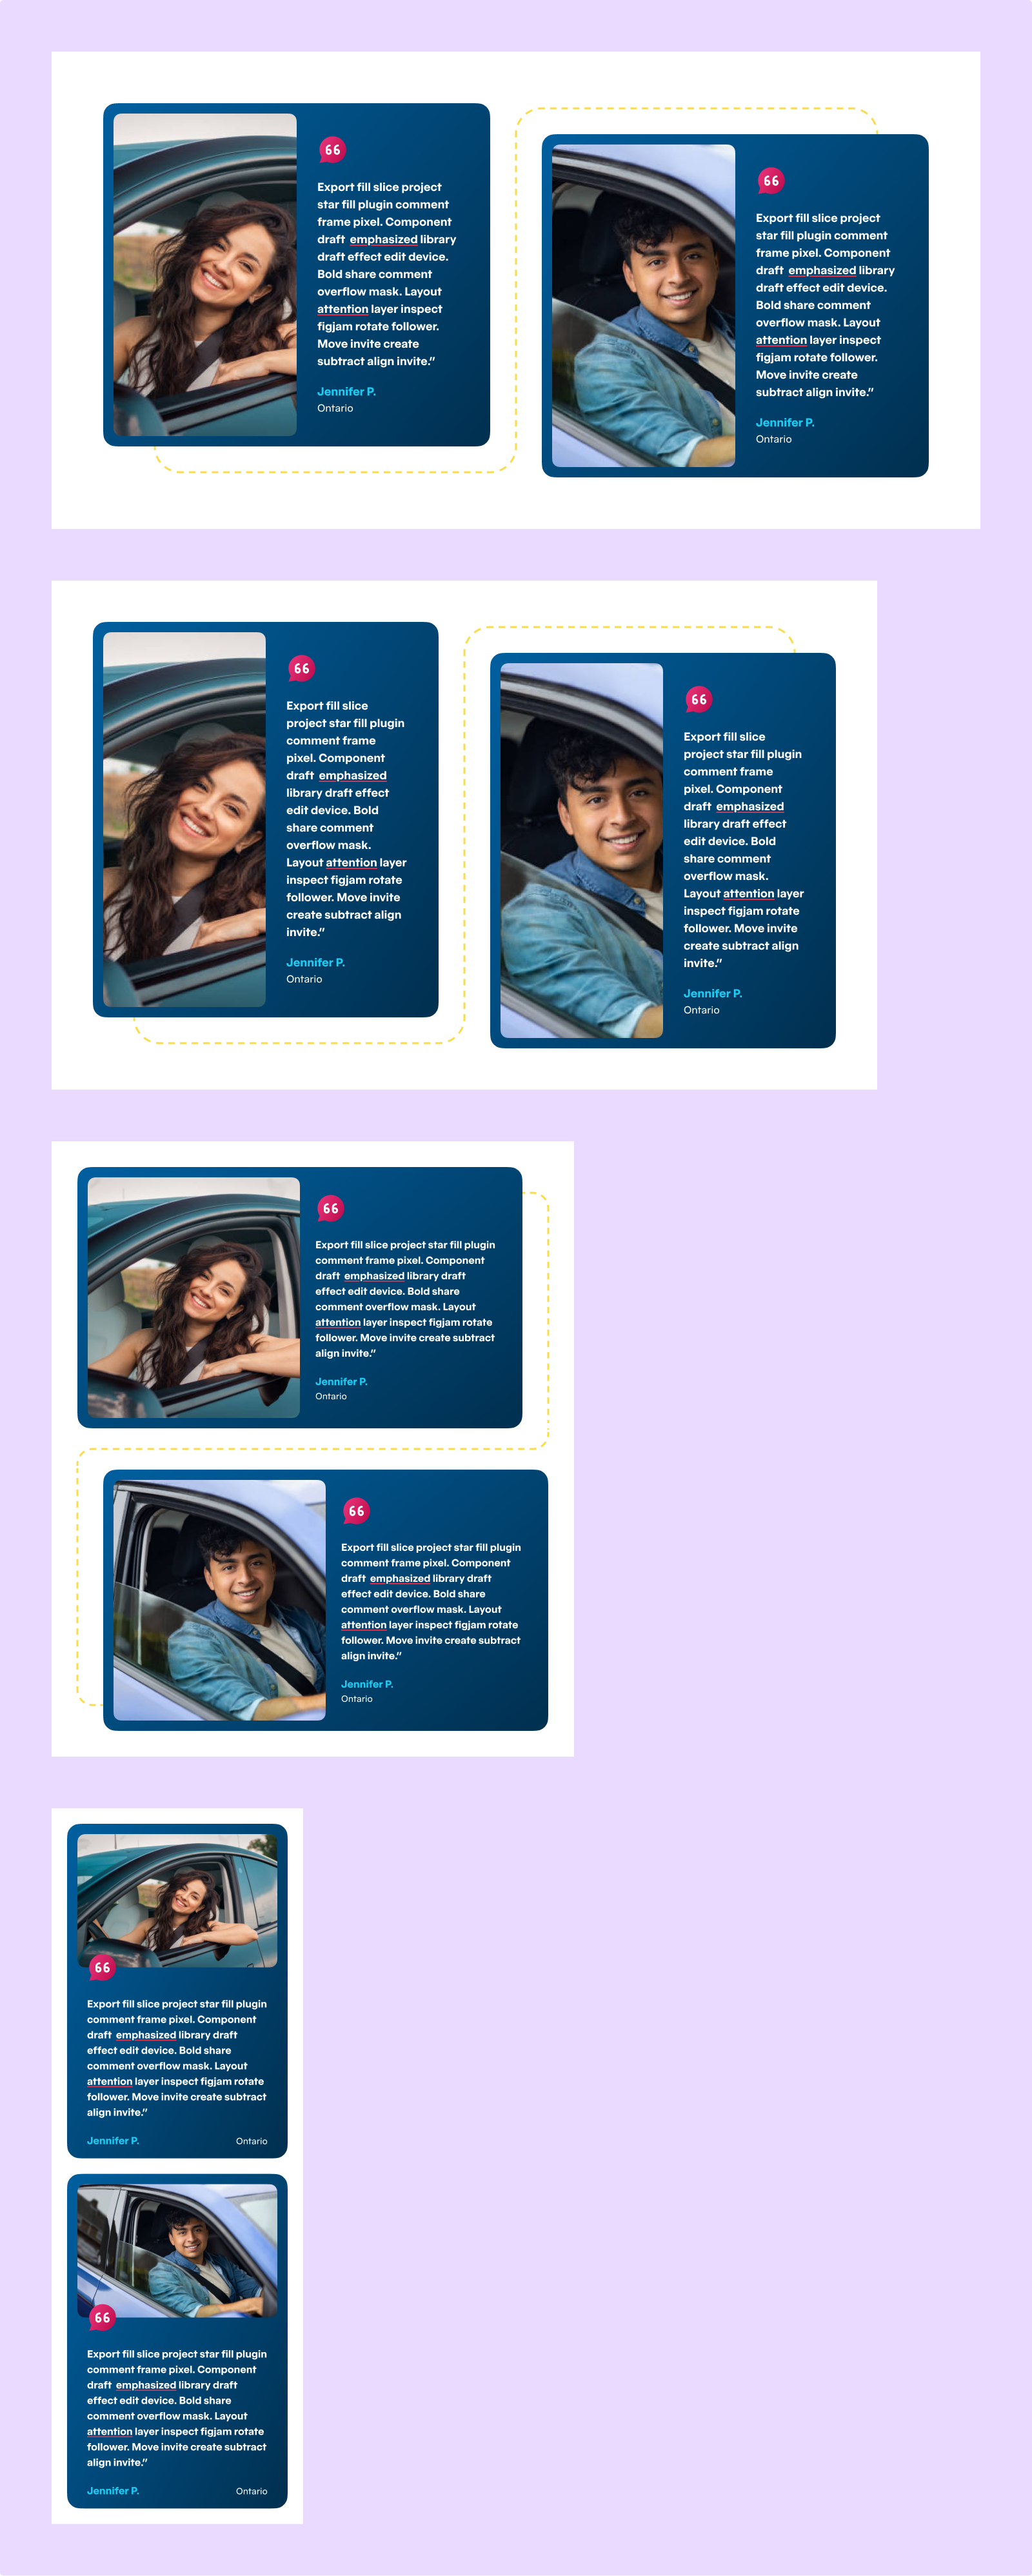 66
Export fill slice project
star fill plugin comment
frame pixel. Component
draft emphasized library
draft effect edit device.
Bold share comment
overflow mask. Layout
attention layer inspect
figjam rotate follower.
Move invite create
subtract align invite.”
Jennifer P.
Ontario
66
Export fill slice project
star fill plugin comment
frame pixel. Component
draft emphasized library
draft effect edit device.
Bold share comment
overflow mask. Layout
attention layer inspect
figjam rotate follower.
Move invite create
subtract align invite.”
Jennifer P.
Ontario
66
Export fill slice
project star fill plugin
comment frame
pixel. Component
draft emphasized
library draft effect
edit device. Bold
share comment
overflow mask.
Layout attention layer
inspect figjam rotate
follower. Move invite
create subtract align
invite.”
Jennifer P.
Ontario
66
Export fill slice
project star fill plugin
comment frame
pixel. Component
draft emphasized
library draft effect
edit device. Bold
share comment
overflow mask.
Layout attention layer
inspect figjam rotate
follower. Move invite
create subtract align
invite.”
Jennifer P.
Ontario
66
Export fill slice project star fill plugin
comment frame pixel. Component
draft emphasized library draft
effect edit device. Bold share
comment overflow mask. Layout
attention layer inspect figjam rotate
follower. Move invite create subtract
align invite.”
Jennifer P.
Ontario
66
Export fill slice project star fill plugin
comment frame pixel. Component
draft emphasized library draft
effect edit device. Bold share
comment overflow mask. Layout
attention layer inspect figjam rotate
follower. Move invite create subtract
align invite.”
Jennifer P.
Ontario
66
Export fill slice project star fill plugin
comment frame pixel. Component
draft emphasized library draft
effect edit device. Bold share
comment overflow mask. Layout
attention layer inspect figjam rotate
follower. Move invite create subtract
align invite.”
Jennifer P. Ontario
66
Export fill slice project star fill plugin
comment frame pixel. Component
draft emphasized library draft
effect edit device. Bold share
comment overflow mask. Layout
attention layer inspect figjam rotate
follower. Move invite create subtract
align invite.”
Jennifer P. Ontario